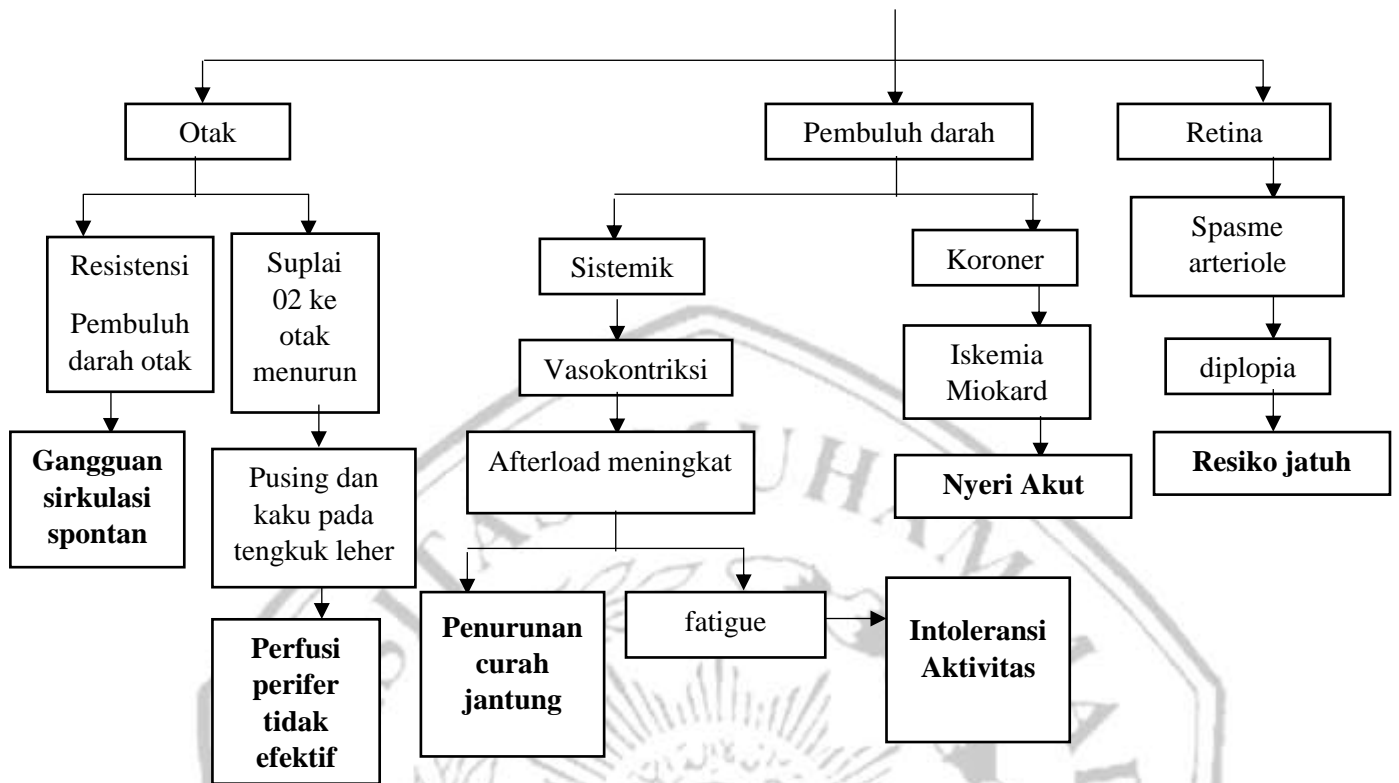 Otak
Pembuluh darah
Retina
Resistensi
Pembuluh
darah otak
Suplai
02 ke
otak
menurun
Sistemik
Koroner
Spasme
arteriole
Vasokontriksi
Iskemia
Miokard
diplopia
Gangguan
sirkulasi
spontan
Pusing dan
kaku pada
tengkuk leher
Afterload meningkat
Nyeri Akut
Resiko jatuh
Perfusi
perifer
tidak
efektif
Penurunan
curah
jantung
fatigue
Intoleransi
Aktivitas